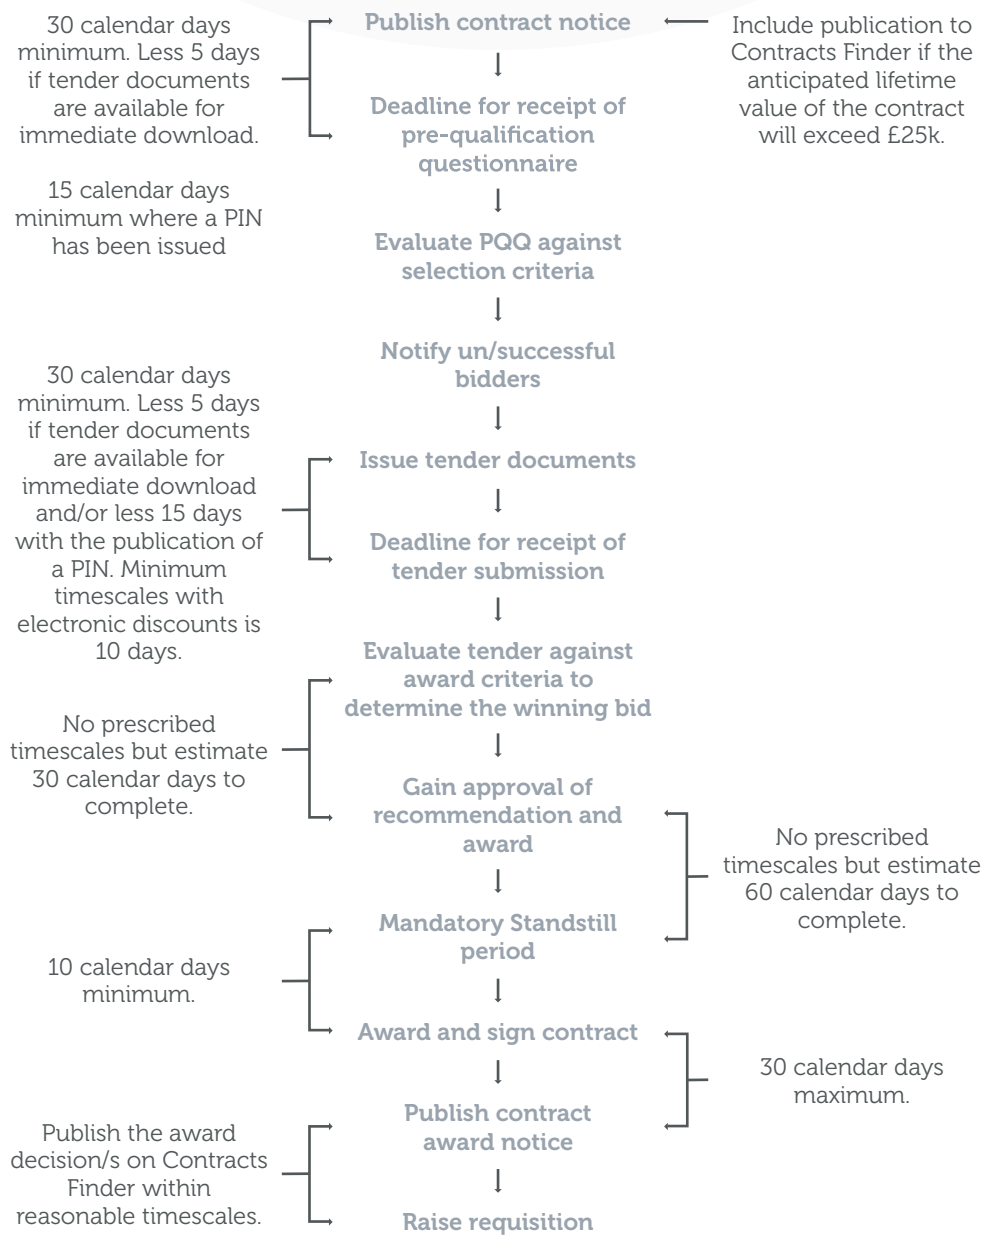 30 calendar days
minimum. Less 5 days
if tender documents
are available for
immediate download.
Publish contract notice
Include publication to
Contracts Finder if the
anticipated lifetime
value of the contract
will exceed £25k.
Deadline for receipt of
pre-qualification
questionnaire
15 calendar days
minimum where a PIN
has been issued
Evaluate PQQ against
selection criteria
Notify un/successful
bidders
30 calendar days
minimum. Less 5 days
if tender documents
are available for
immediate download
and/or less 15 days
with the publication of
a PIN. Minimum
timescales with
electronic discounts is
10 days.
Issue tender documents
Deadline for receipt of
tender submission
Evaluate tender against
award criteria to
determine the winning bid
No prescribed
timescales but estimate
30 calendar days to
complete.
Gain approval of
recommendation and
award
No prescribed
timescales but estimate
60 calendar days to
complete.
Mandatory Standstill
period
10 calendar days
minimum.
Award and sign contract
30 calendar days
maximum.
Publish contract
award notice
Publish the award
decision/s on Contracts
Finder within
reasonable timescales.
Raise requisition